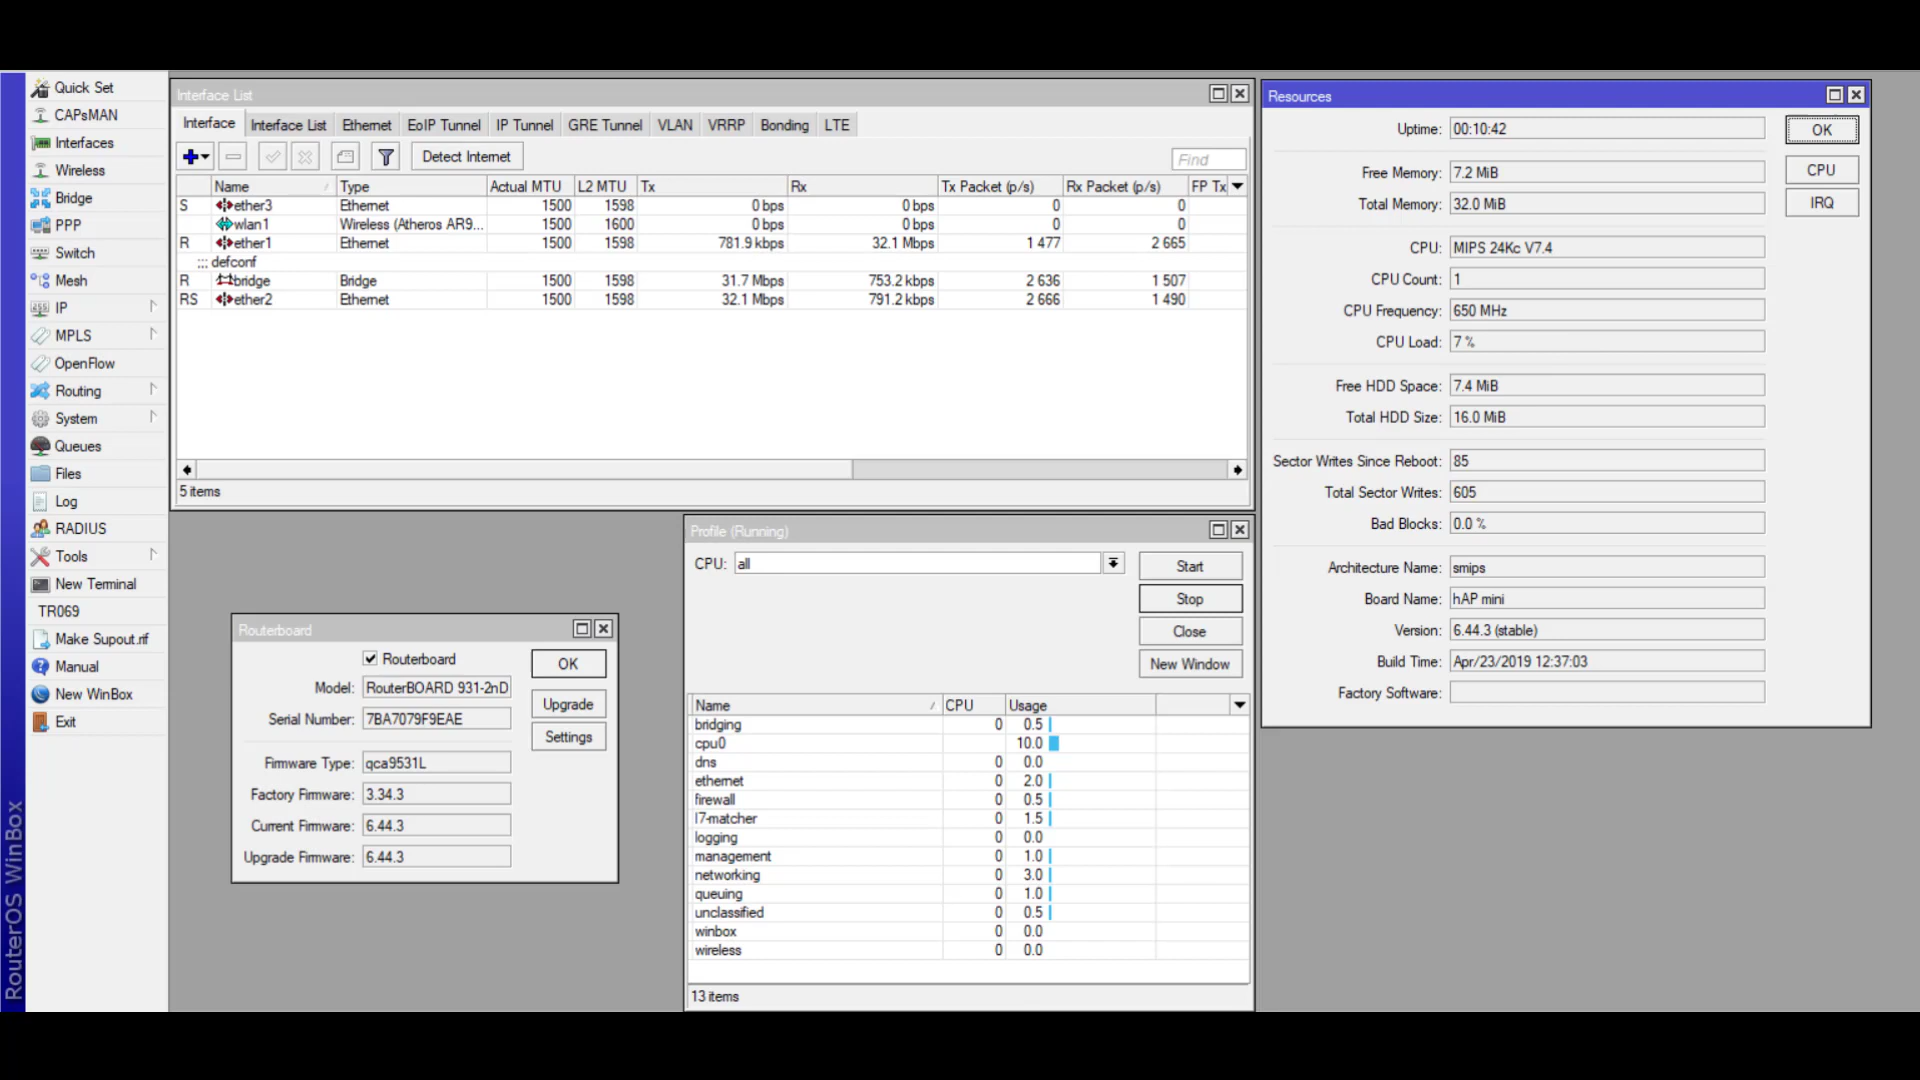 RouterOS WinBox
Quick Set
CAPsMAN
Interfaces
Wireless
Bridge
PPP
Switch
Mesh
IP
MPLS
OpenFlow
Routing
System
Queues
Files
Log
RADIUS
Tools
New Terminal
TR069
Make Supout.rif
Manual
New WinBox
Exit
Interface List
Interface Interface List Ethernet EoIP Tunnel IP Tunnel GRE Tunnel VLAN VRRP Bonding LTE
Detect Internet Find
Name Type Actual MTU L2 MTU Tx Rx Tx Packet (p/s) Rx Packet (p/s) FP Tx
S ether3 Ethernet 1500 1598 0 bps 0 bps 0 0
wlan1 Wireless (Atheros AR9... 1500 1600 0 bps 0 bps 0 0
R ether1 Ethernet 1500 1598 781.9 kbps 32.1 Mbps 1 477 2 665
;;; defconf
R bridge Bridge 1500 1598 31.7 Mbps 753.2 kbps 2 636 1 507
RS ether2 Ethernet 1500 1598 32.1 Mbps 791.2 kbps 2 666 1 490
5 items
Routerboard
Routerboard
OK
Model: RouterBOARD 931-2nD
Upgrade
Serial Number: 7BA7079F9EAE
Settings
Firmware Type: qca9531L
Factory Firmware: 3.34.3
Current Firmware: 6.44.3
Upgrade Firmware: 6.44.3
Profile (Running)
CPU: all
Start
Stop
Close
New Window
Name CPU Usage
bridging 0 0.5
cpu0 10.0
dns 0 0.0
ethernet 0 2.0
firewall 0 0.5
l7-matcher 0 1.5
logging 0 0.0
management 0 1.0
networking 0 3.0
queuing 0 1.0
unclassified 0 0.5
winbox 0 0.0
wireless 0 0.0
13 items
Resources
Uptime: 00:10:42
OK
Free Memory: 7.2 MiB
CPU
Total Memory: 32.0 MiB
IRQ
CPU: MIPS 24Kc V7.4
CPU Count: 1
CPU Frequency: 650 MHz
CPU Load: 7 %
Free HDD Space: 7.4 MiB
Total HDD Size: 16.0 MiB
Sector Writes Since Reboot: 85
Total Sector Writes: 605
Bad Blocks: 0.0 %
Architecture Name: smips
Board Name: hAP mini
Version: 6.44.3 (stable)
Build Time: Apr/23/2019 12:37:03
Factory Software: